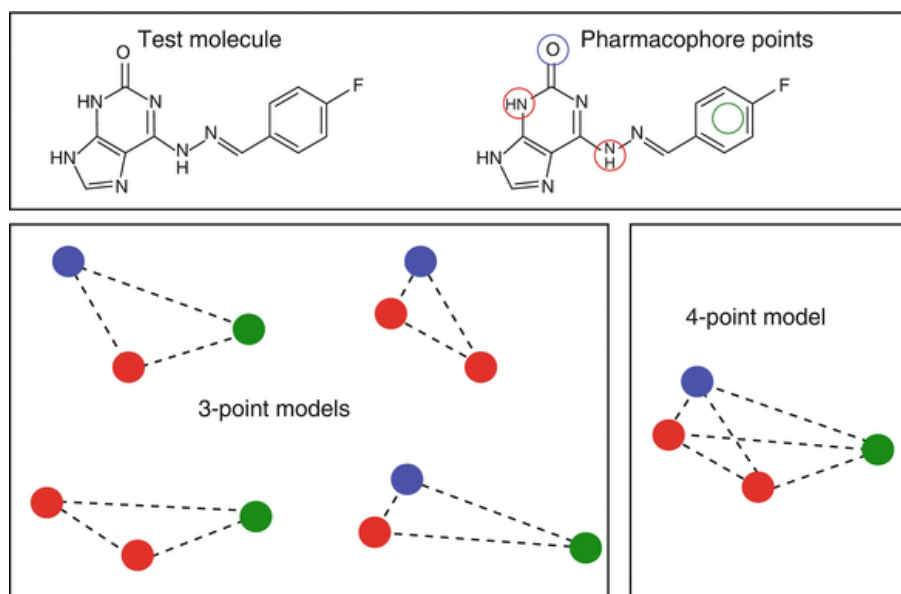 Test molecule
Pharmacophore points
O
HN
N
F
N
HN
N
N
H
O
HN
N
F
N
HN
N
N
H
3-point models
4-point model